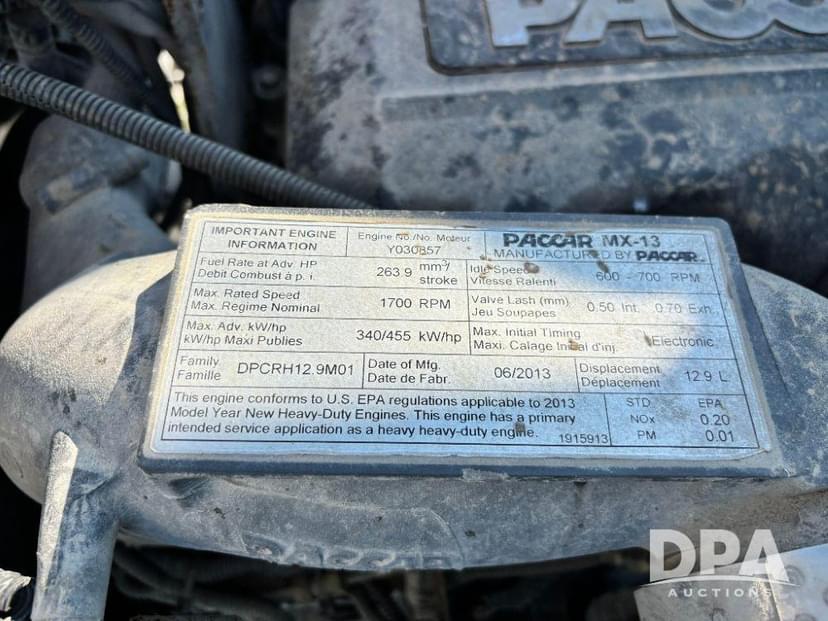 PACCAR
IMPORTANT ENGINE
INFORMATION
Engine No./No. Moteur
Y030857
PACCAR MX-13
MANUFACTURED BY PACCAR
Fuel Rate at Adv. HP
Debit Combust à p. i.
263.9 mm³/
stroke
Idle Speed
Vitesse Ralenti
600 - 700 RPM
Max. Rated Speed
Max. Regime Nominal
1700 RPM
Valve Lash (mm)
Jeu Soupapes
0.50 Int. 0.70 Exh.
Max. Adv. kW/hp
kW/hp Maxi Publies
340/455 kW/hp
Max. Initial Timing
Maxi. Calage Initial d'inj.
Electronic.
Family
Famille
DPCRH12.9M01
Date of Mfg.
Date de Fabr.
06/2013
Displacement
Déplacement
12.9 L
This engine conforms to U.S. EPA regulations applicable to 2013
Model Year New Heavy-Duty Engines. This engine has a primary
intended service application as a heavy heavy-duty engine.
1915913
STD EPA
NOx 0.20
PM 0.01
PACCAR
DPA
AUCTIONS